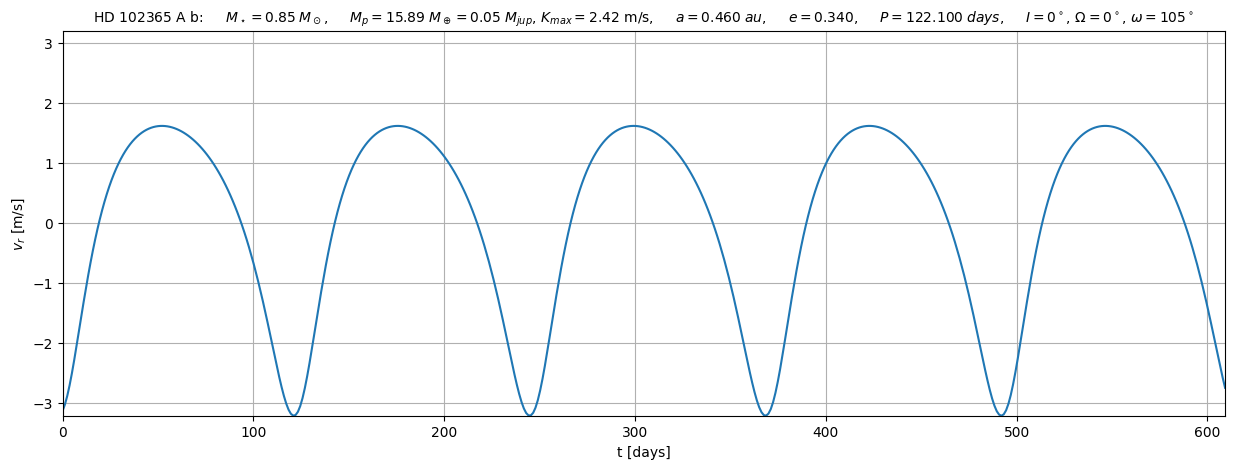 HD 102365 A b: M⋆ = 0.85 M⊙, Mp = 15.89 M⊕ = 0.05 Mjup, Kmax = 2.42 m/s, a = 0.460 au, e = 0.340, P = 122.100 days, I = 0°, Ω = 0°, ω = 105°
3
2
1
0
−1
−2
−3
vr [m/s]
0 100 200 300 400 500 600
t [days]